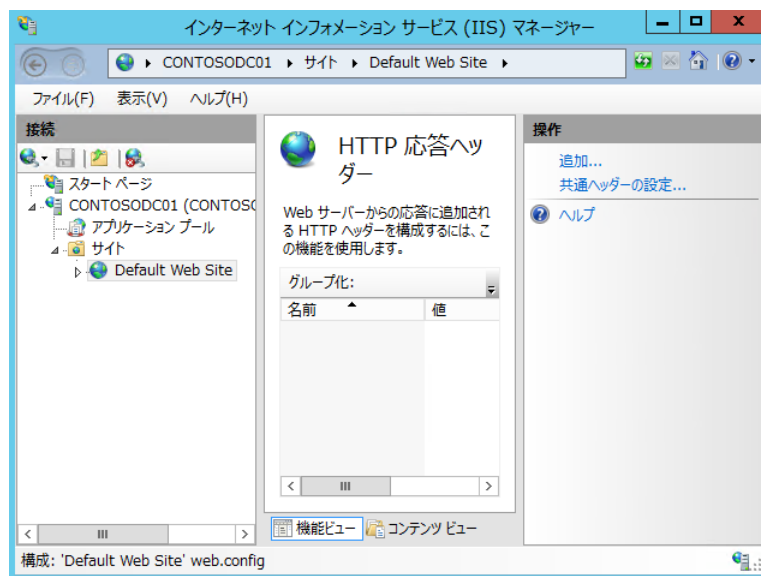 インターネット インフォメーション サービス (IIS) マネージャー
CONTOSODC01 サイト Default Web Site
ファイル(F) 表示(V) ヘルプ(H)
接続
スタート ページ
CONTOSODC01 (CONTOSO
アプリケーション プール
サイト
Default Web Site
HTTP 応答ヘッ
ダー
Web サーバーからの応答に追加され
る HTTP ヘッダーを構成するには、こ
の機能を使用します。
グループ化:
名前 値
機能ビュー コンテンツ ビュー
操作
追加...
共通ヘッダーの設定...
ヘルプ
構成: 'Default Web Site' web.config